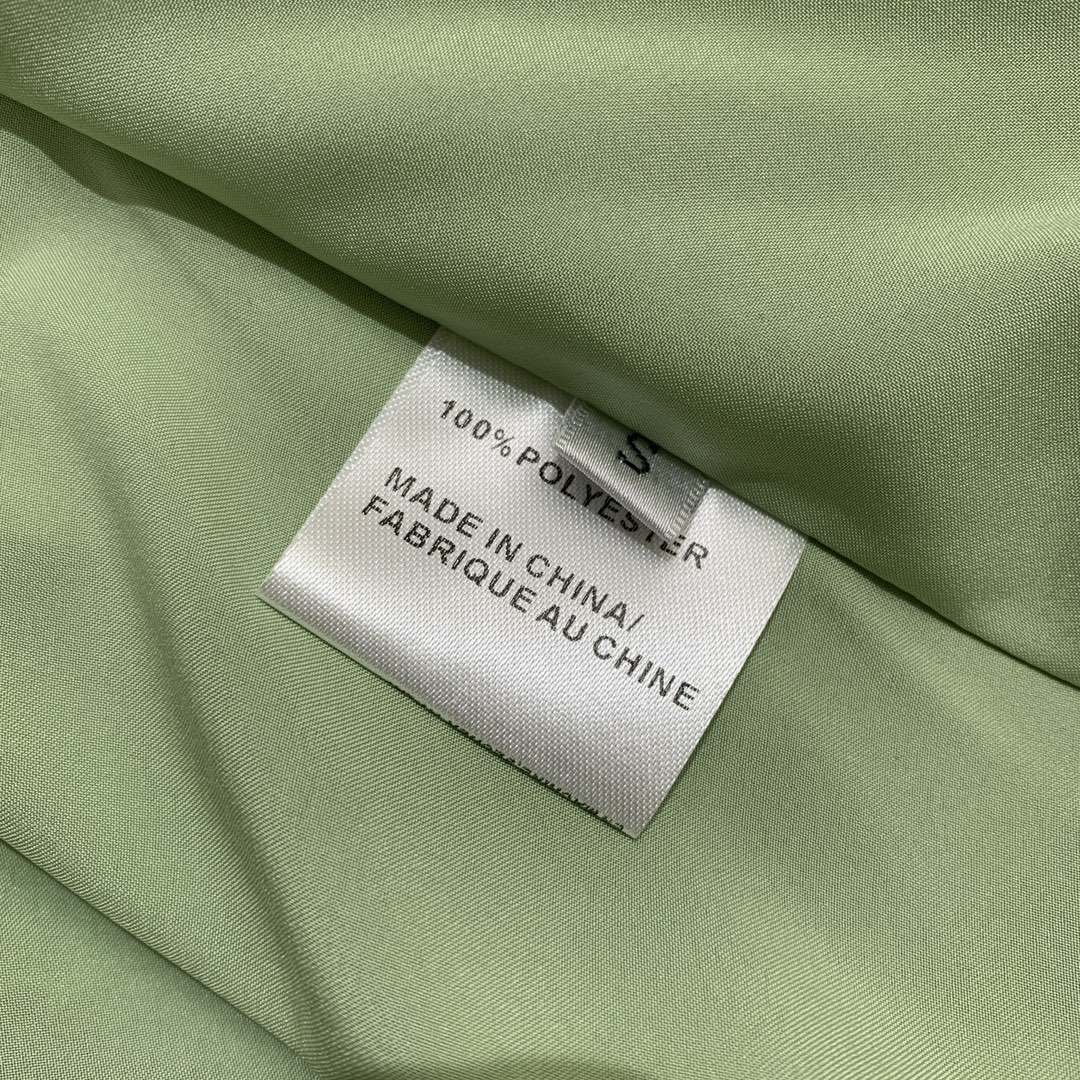 S
100% POLYESTER
MADE IN CHINA/
FABRIQUE AU CHINE